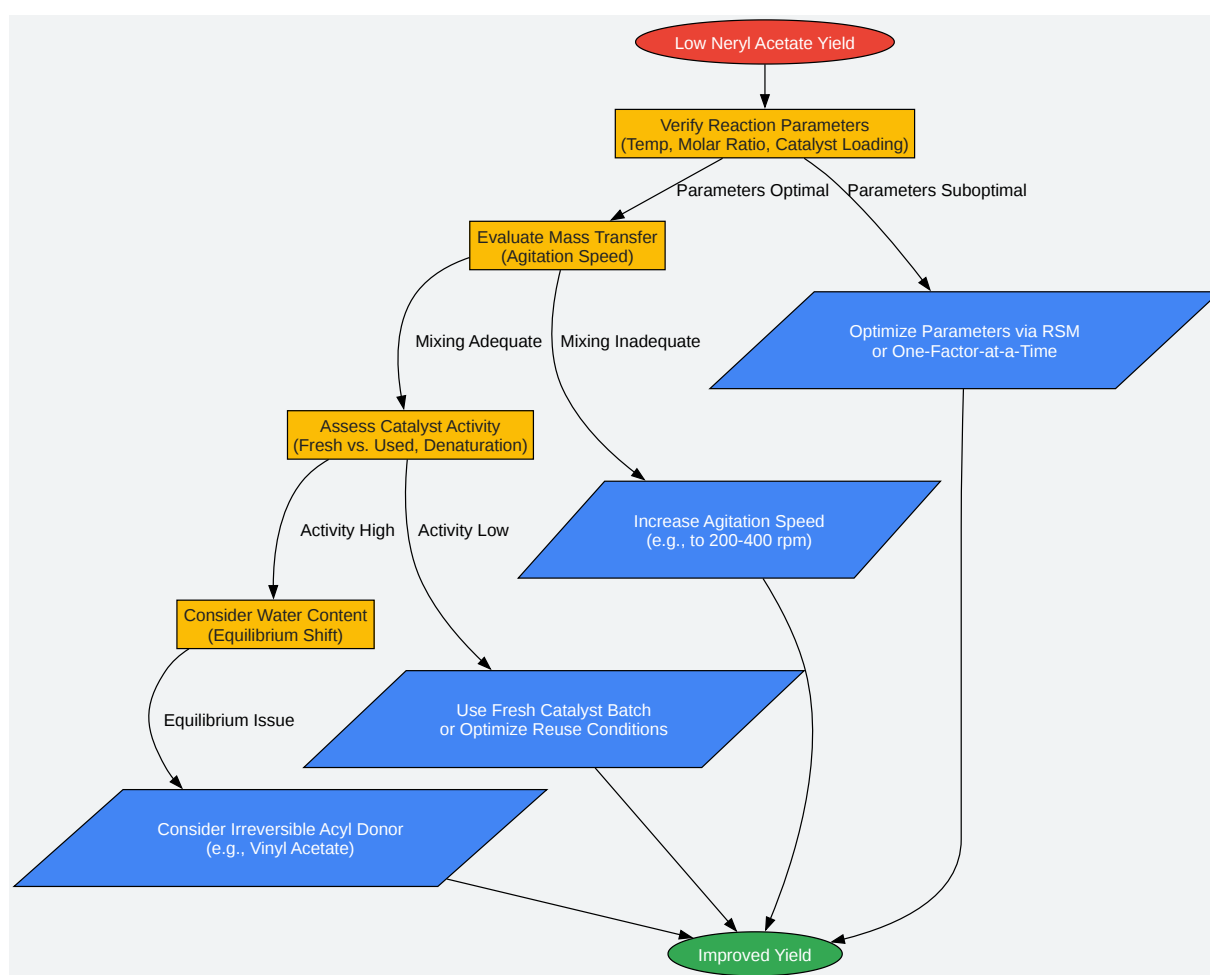 Low Neryl Acetate Yield
Verify Reaction Parameters
(Temp, Molar Ratio, Catalyst Loading)
Parameters Optimal
Parameters Suboptimal
Evaluate Mass Transfer
(Agitation Speed)
Optimize Parameters via RSM
or One-Factor-at-a-Time
Mixing Adequate
Mixing Inadequate
Assess Catalyst Activity
(Fresh vs. Used, Denaturation)
Increase Agitation Speed
(e.g., to 200-400 rpm)
Activity High
Activity Low
Consider Water Content
(Equilibrium Shift)
Use Fresh Catalyst Batch
or Optimize Reuse Conditions
Equilibrium Issue
Consider Irreversible Acyl Donor
(e.g., Vinyl Acetate)
Improved Yield